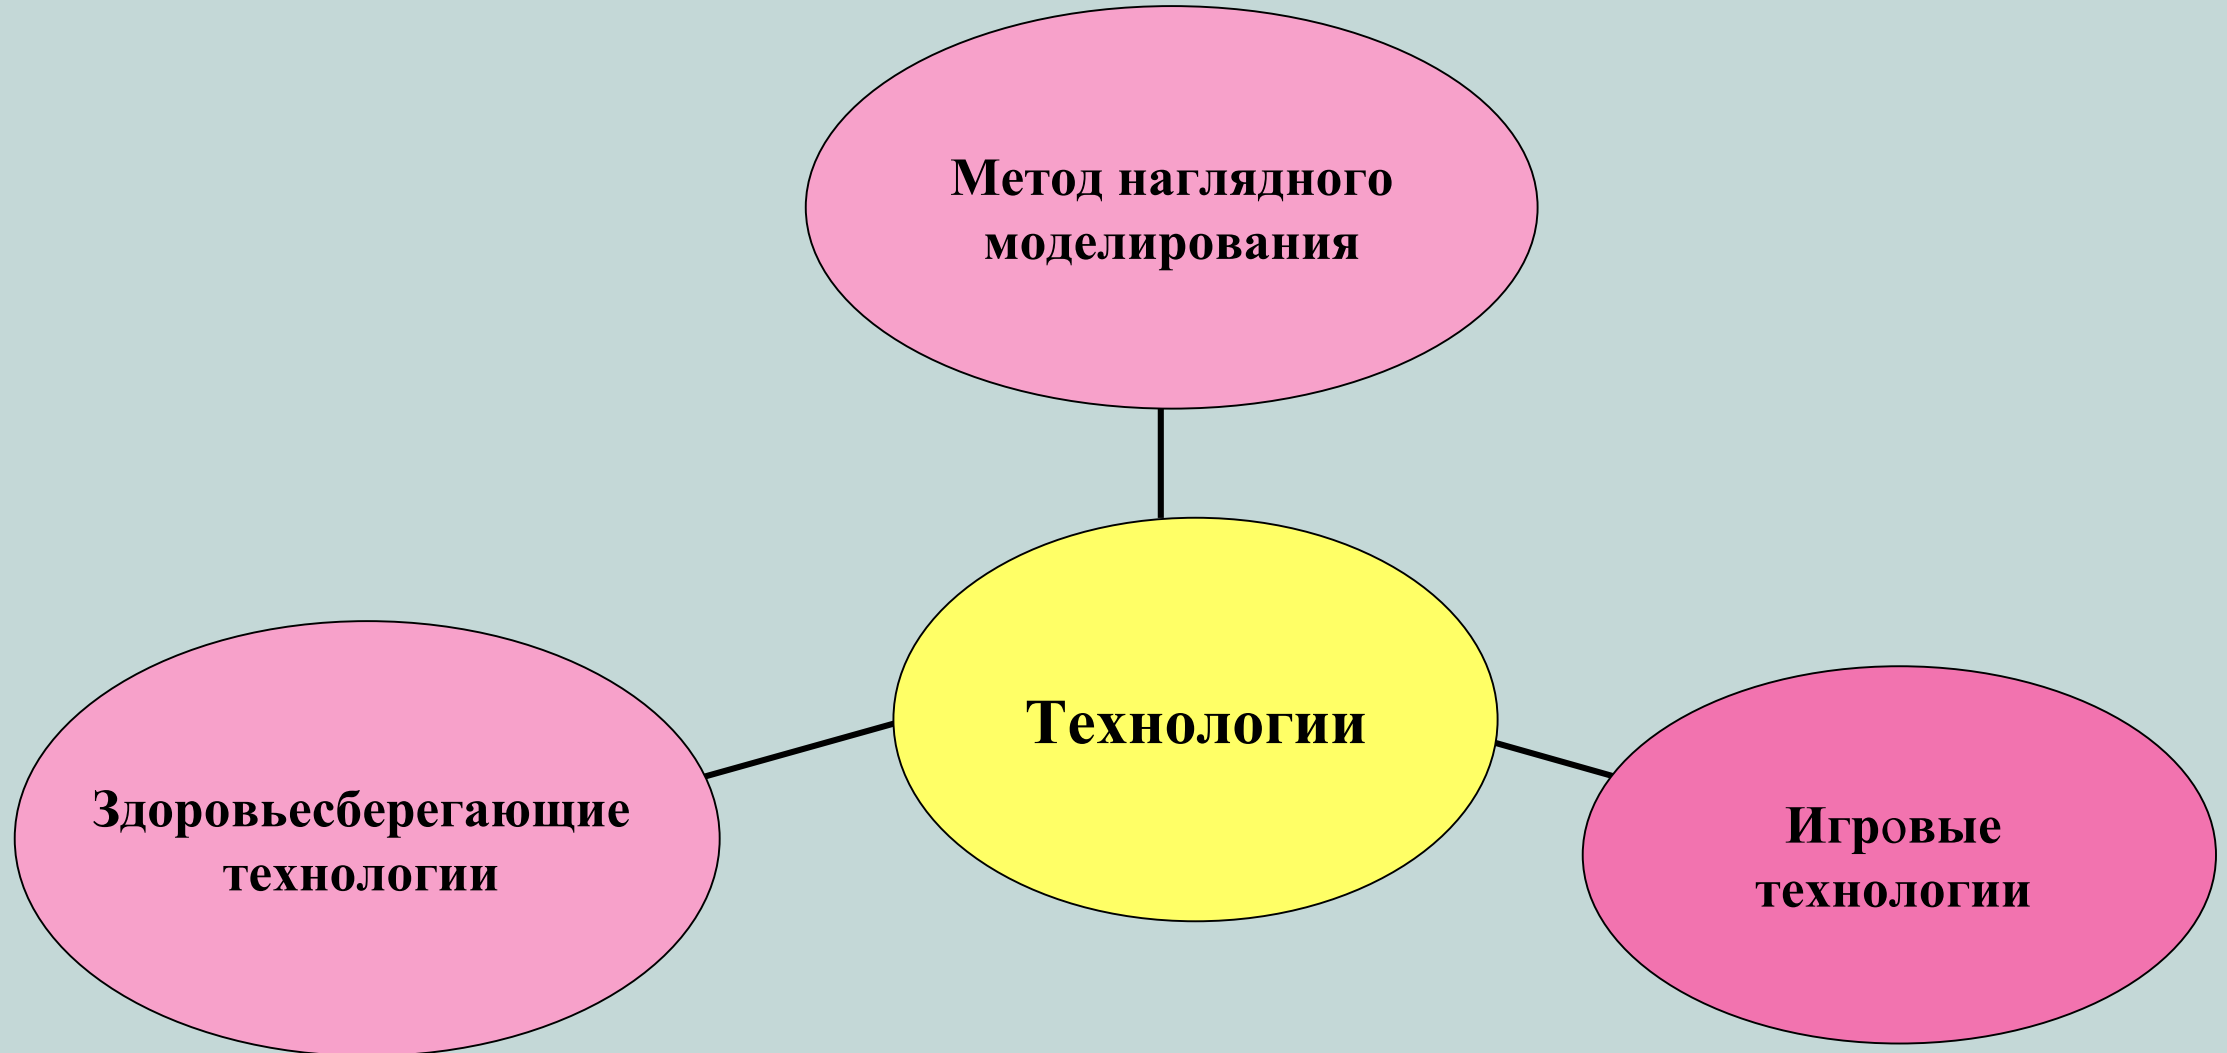 Метод наглядного
моделирования
Технологии
Здоровьесберегающие
технологии
Игровые
технологии